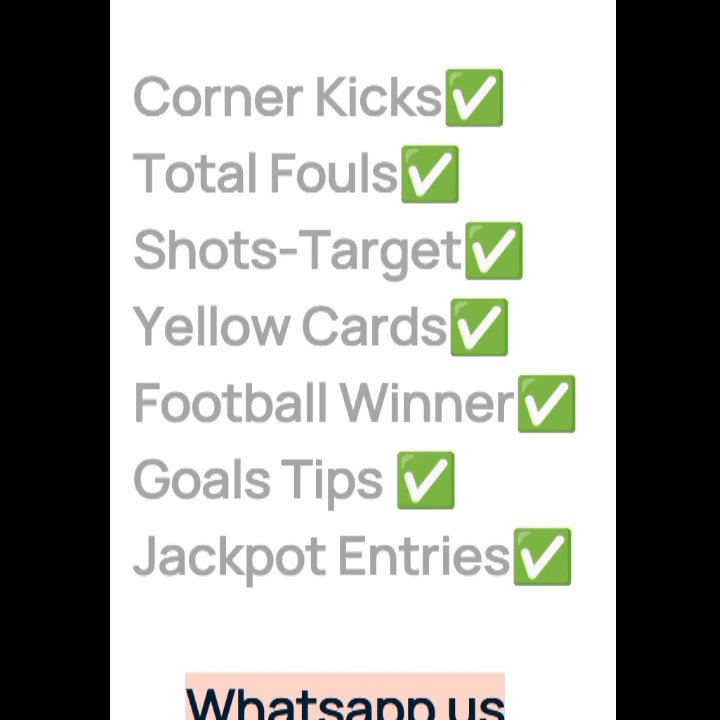 Corner Kicks✅
Total Fouls✅
Shots-Target✅
Yellow Cards✅
Football Winner✅
Goals Tips ✅
Jackpot Entries✅
Whatsapp us